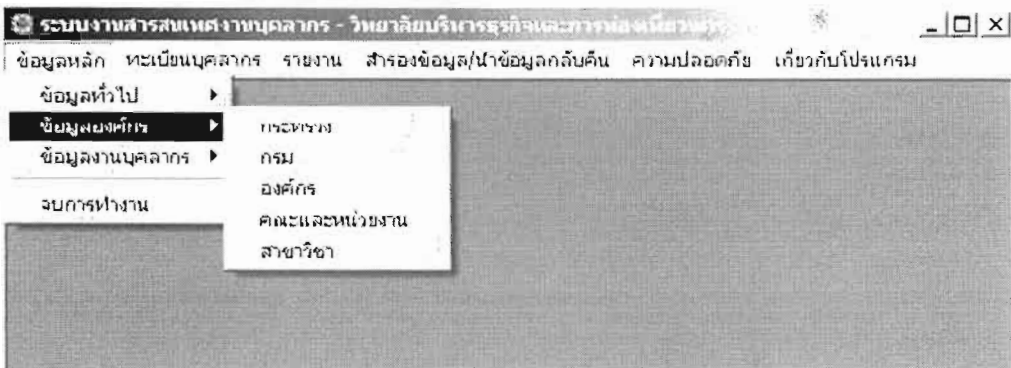 ระบบงานสารสนเทศงานบุคลากร - วิทยาลัยบริหารธุรกิจและการท่องเที่ยว
ข้อมูลหลัก ทะเบียนบุคลากร รายงาน สำรองข้อมูล/นำข้อมูลกลับคืน ความปลอดภัย เกี่ยวกับโปรแกรม
ข้อมูลทั่วไป
ข้อมูลองค์กร
ข้อมูลงานบุคลากร
จบการทำงาน
กระทรวง
กรม
องค์กร
คณะและหน่วยงาน
สาขาวิชา